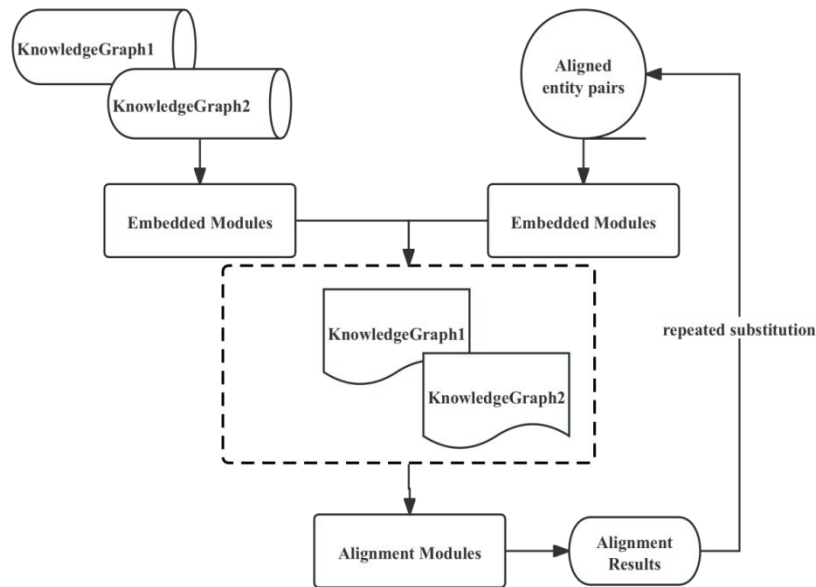 KnowledgeGraph1
KnowledgeGraph2
Aligned
entity pairs
Embedded Modules
Embedded Modules
KnowledgeGraph1
KnowledgeGraph2
repeated substitution
Alignment Modules
Alignment
Results